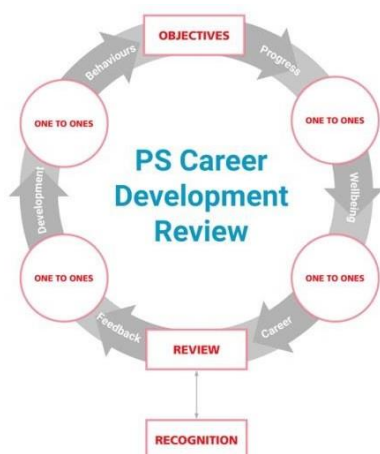 OBJECTIVES
Behaviours
Progress
ONE TO ONES
ONE TO ONES
PS Career
Development
Review
Development
Wellbeing
ONE TO ONES
ONE TO ONES
Feedback
REVIEW
Career
RECOGNITION